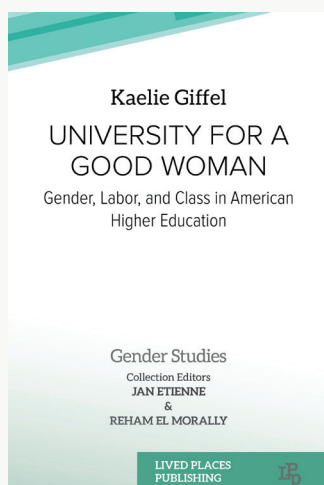 Kaelie Giffel
UNIVERSITY FOR A
GOOD WOMAN
Gender, Labor, and Class in American
Higher Education
Gender Studies
Collection Editors
JAN ETIENNE
&
REHAM EL MORALLY
LIVED PLACES
PUBLISHING
LPP